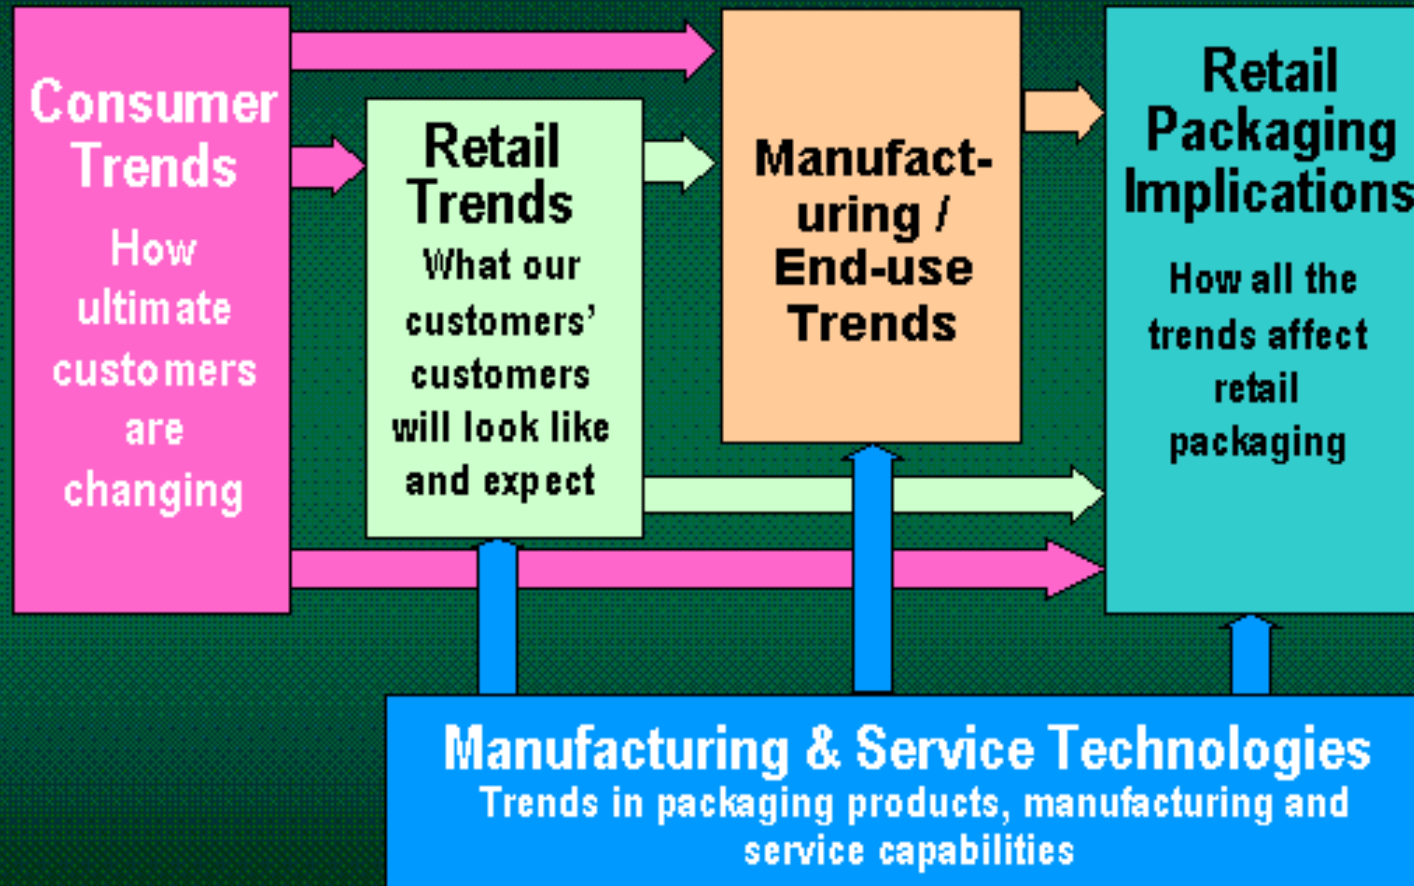 Consumer
Trends
How
ultimate
customers
are
changing
Retail
Trends
What our
customers’
customers
will look like
and expect
Manufact-
uring /
End-use
Trends
Retail
Packaging
Implications
How all the
trends affect
retail
packaging
Manufacturing & Service Technologies
Trends in packaging products, manufacturing and
service capabilities